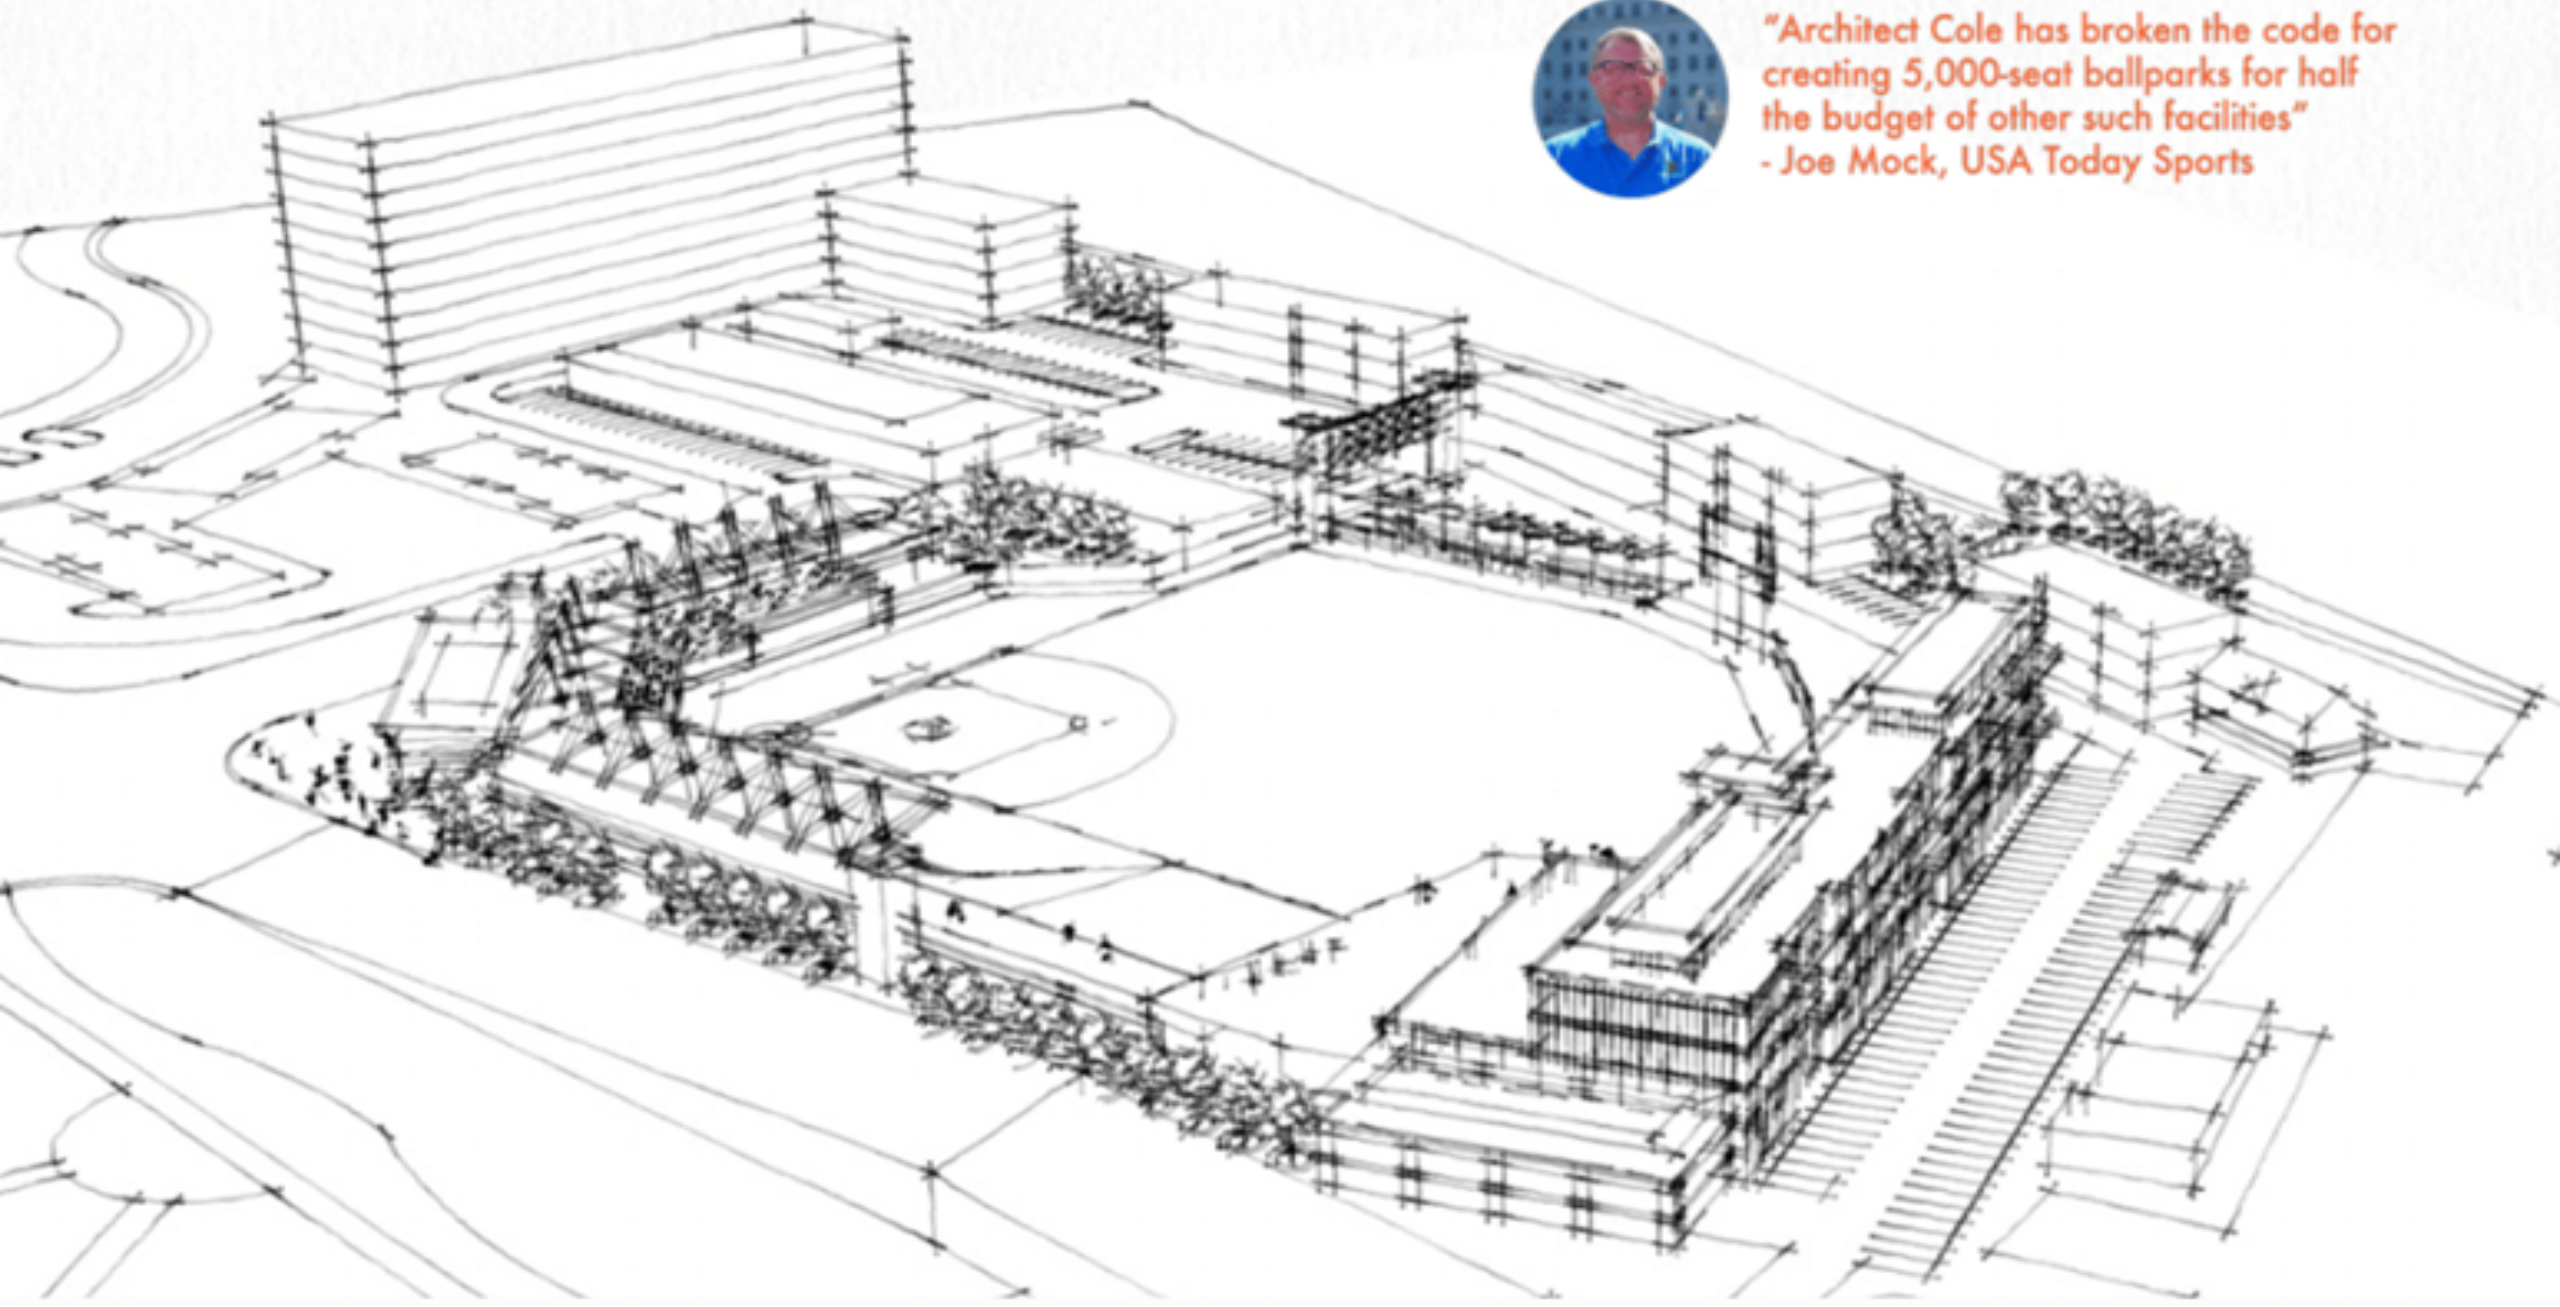 "Architect Cole has broken the code for
creating 5,000-seat ballparks for half
the budget of other such facilities"
- Joe Mock, USA Today Sports